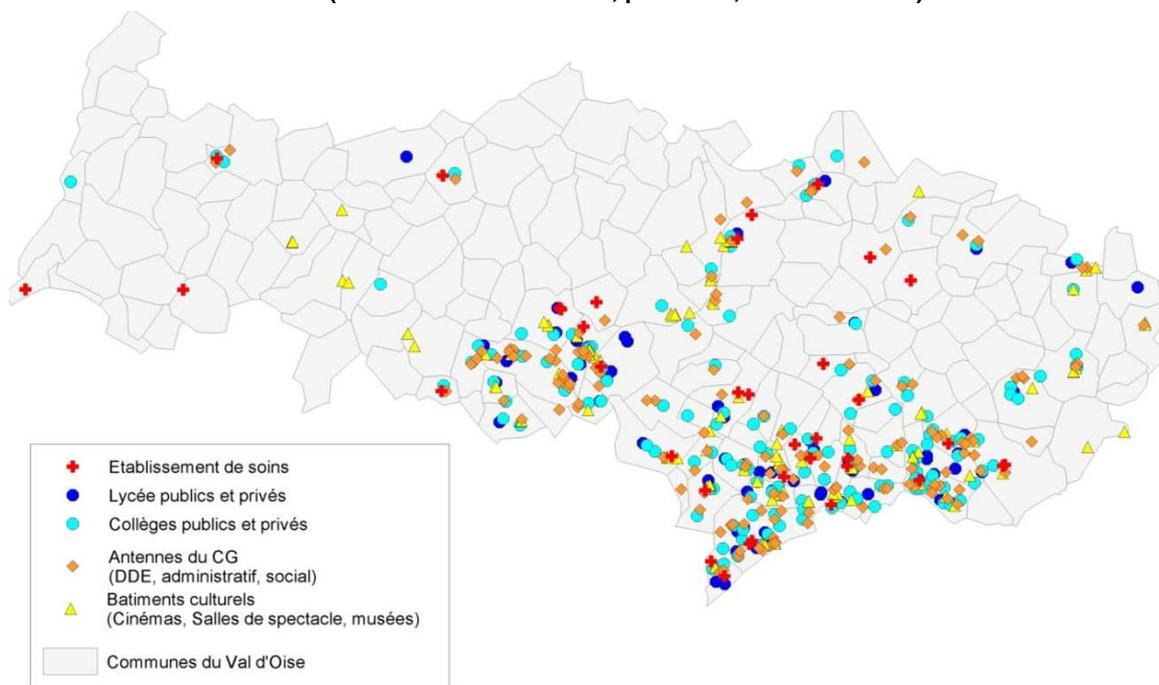 Etablissement de soins
Lycée publics et privés
Collèges publics et privés
Antennes du CG
(DDE, administratif, social)
Batiments culturels
(Cinémas, Salles de spectacle, musées)
Communes du Val d'Oise